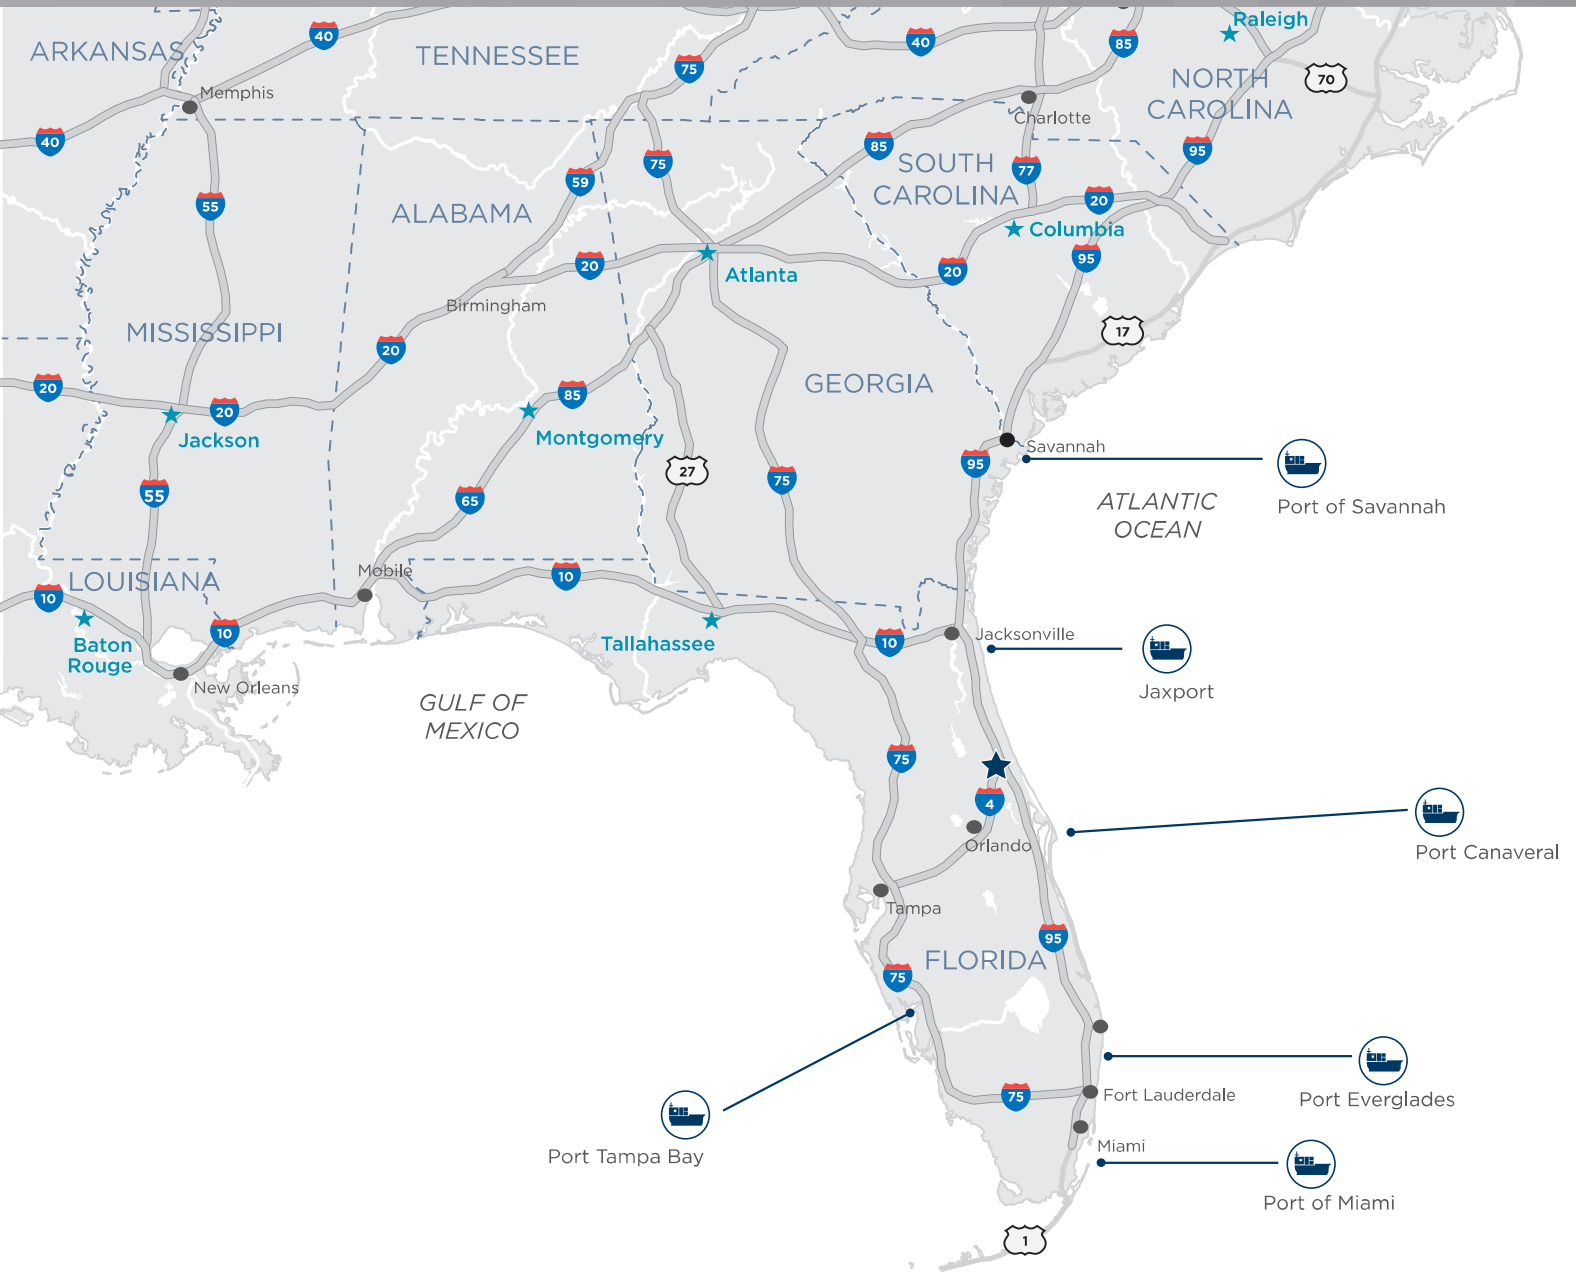 Raleigh
40
40
85
ARKANSAS
TENNESSEE
75
NORTH
CAROLINA
70
Memphis
Charlotte
40
85
95
59
75
SOUTH
CAROLINA
77
55
ALABAMA
20
Columbia
20
Atlanta
20
95
Birmingham
MISSISSIPPI
17
20
20
GEORGIA
85
20
Jackson
Montgomery
Savannah
27
95
Port of Savannah
55
65
75
ATLANTIC
OCEAN
Mobile
LOUISIANA
10
10
10
10
Baton
Rouge
Tallahassee
Jacksonville
New Orleans
Jaxport
GULF OF
MEXICO
75
4
Orlando
Port Canaveral
Tampa
95
FLORIDA
75
75
Fort Lauderdale
Port Everglades
Port Tampa Bay
Miami
Port of Miami
1